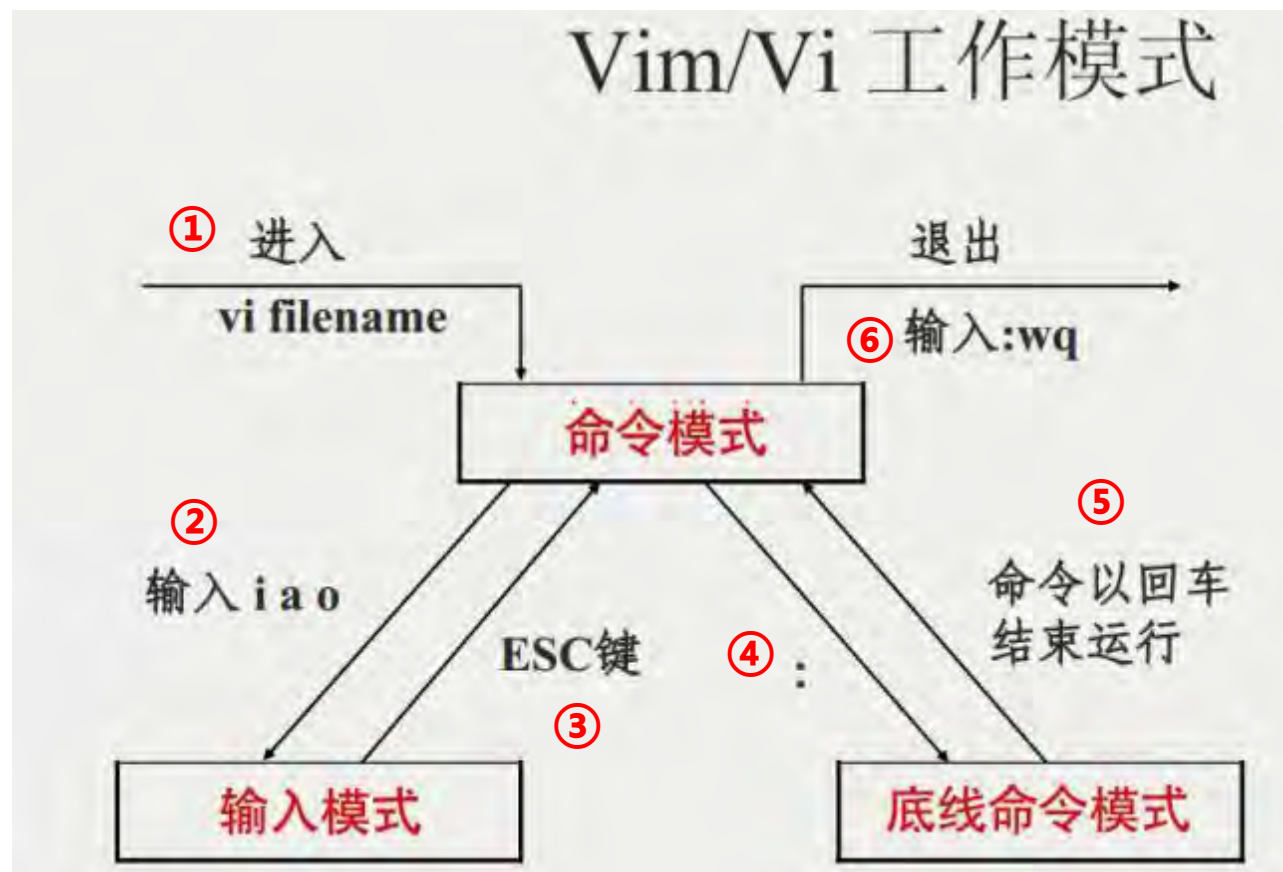 Vim/Vi 工作模式
① 进入
vi filename
退出
⑥ 输入:wq
命令模式
②
输入 i a o
ESC键
③
④ :
⑤
命令以回车
结束运行
输入模式
底线命令模式